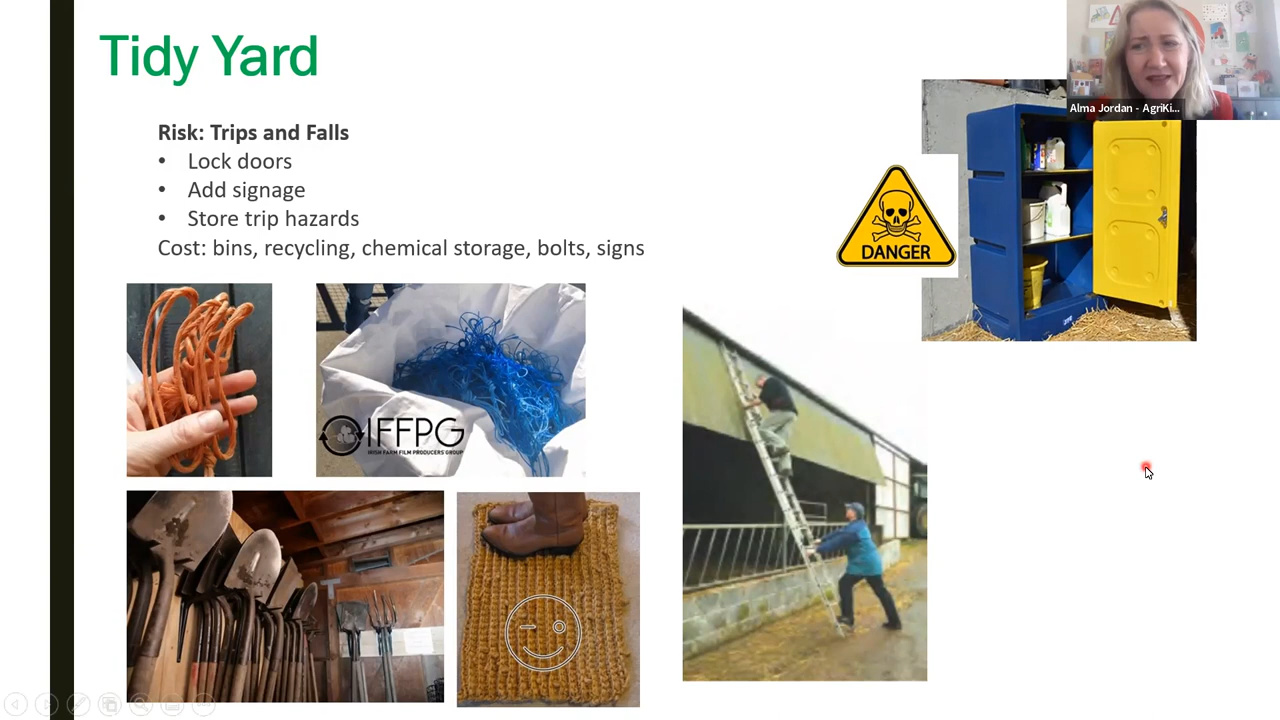 Tidy Yard
Alma Jordan - AgriKi...
Risk: Trips and Falls
• Lock doors
• Add signage
• Store trip hazards
Cost: bins, recycling, chemical storage, bolts, signs
DANGER
IFFPG
IRISH FARM FILM PRODUCERS GROUP